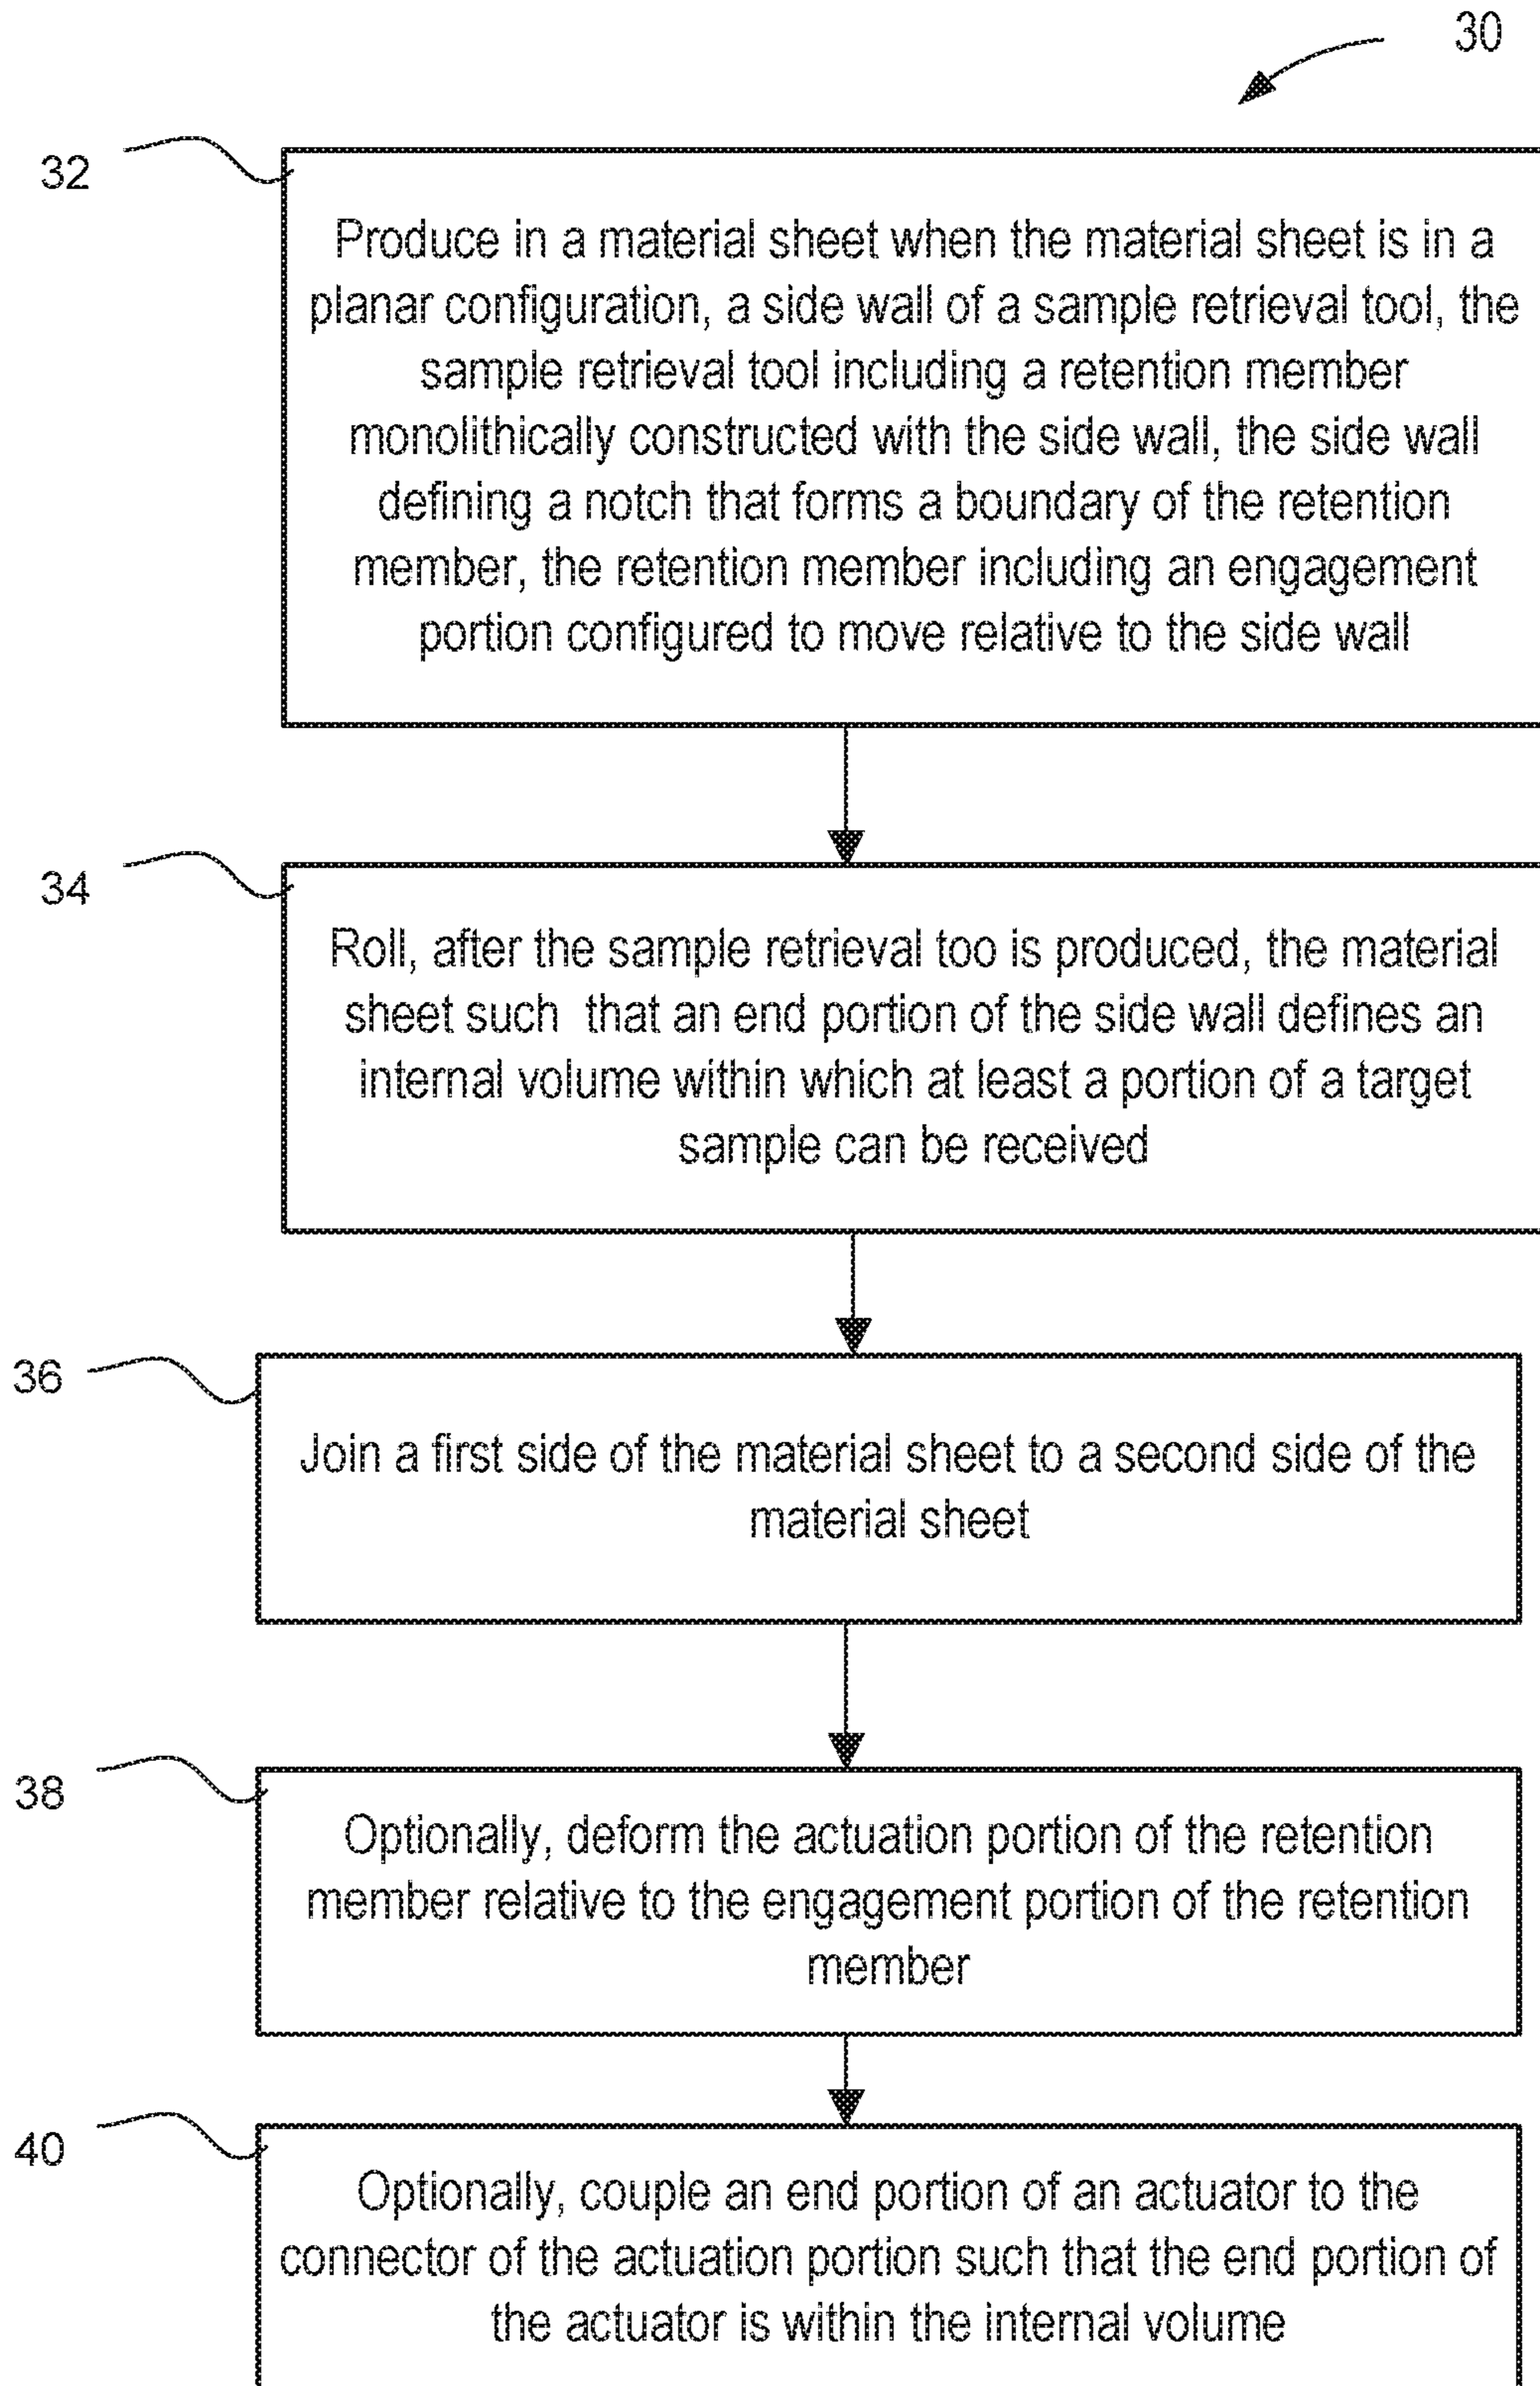 30
32
Produce in a material sheet when the material sheet is in a
planar configuration, a side wall of a sample retrieval tool, the
sample retrieval tool including a retention member
monolithically constructed with the side wall, the side wall
defining a notch that forms a boundary of the retention
member, the retention member including an engagement
portion configured to move relative to the side wall
34
Roll, after the sample retrieval too is produced, the material
sheet such that an end portion of the side wall defines an
internal volume within which at least a portion of a target
sample can be received
36
Join a first side of the material sheet to a second side of the
material sheet
38
Optionally, deform the actuation portion of the retention
member relative to the engagement portion of the retention
member
40
Optionally, couple an end portion of an actuator to the
connector of the actuation portion such that the end portion of
the actuator is within the internal volume